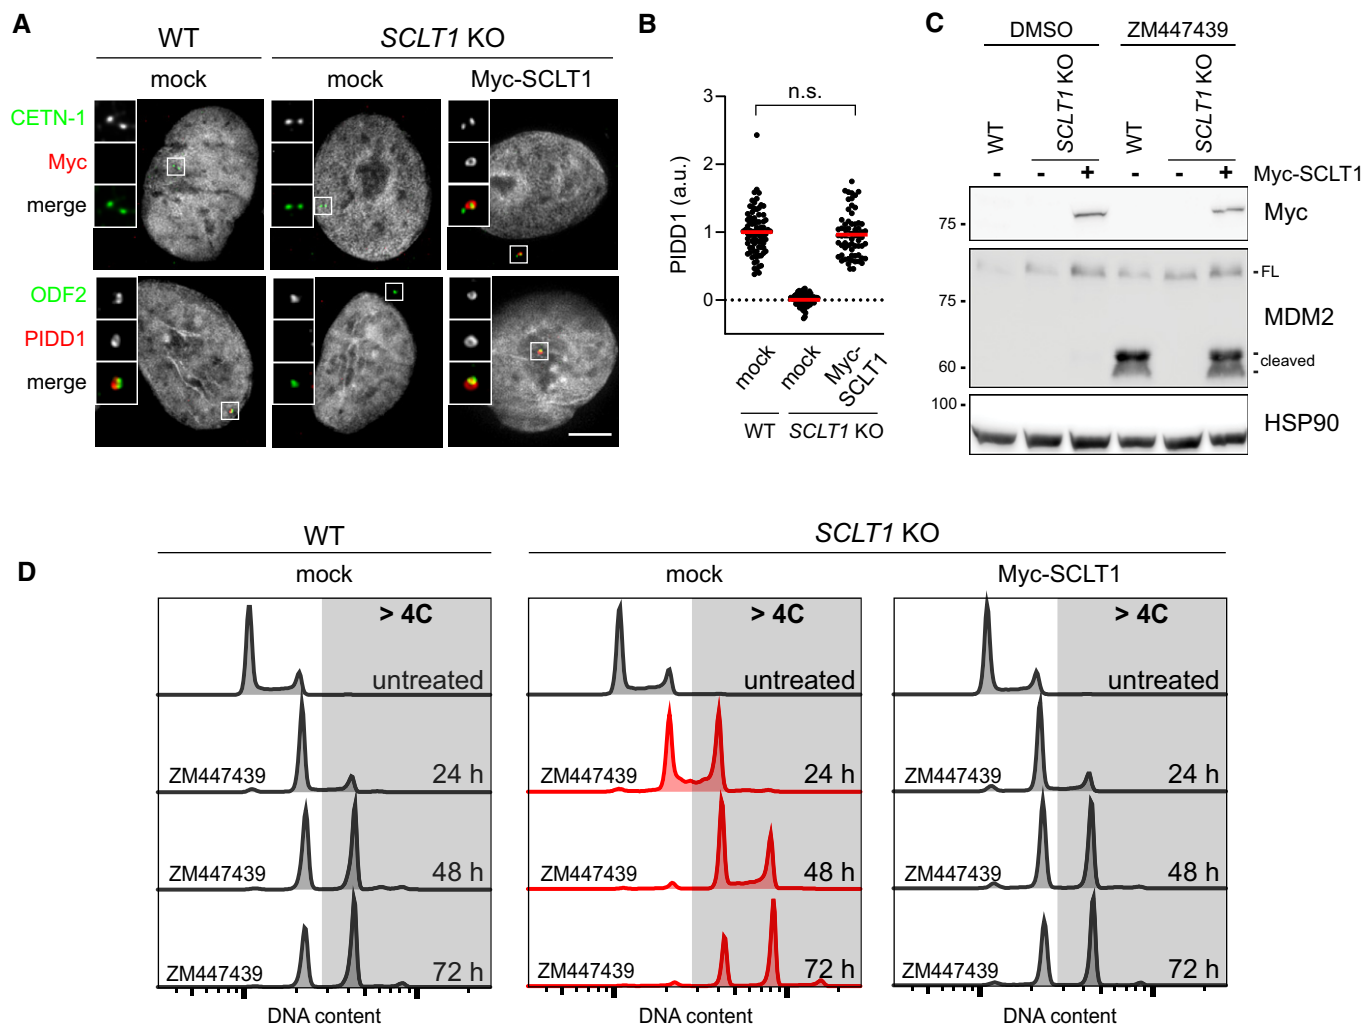 A
WT
SCLT1 KO
mock
mock
Myc-SCLT1
CETN-1
Myc
merge
ODF2
PIDD1
merge
B
n.s.
3
2
1
0
PIDD1 (a.u.)
mock
mock
Myc-
SCLT1
WT
SCLT1 KO
C
DMSO
ZM447439
WT
SCLT1 KO
WT
SCLT1 KO
- - + - - + Myc-SCLT1
75 -
Myc
- FL
75 -
MDM2
cleaved
60 -
100 -
HSP90
D
WT
SCLT1 KO
mock
mock
Myc-SCLT1
> 4C
untreated
ZM447439
24 h
ZM447439
48 h
ZM447439
72 h
DNA content
> 4C
untreated
ZM447439
24 h
ZM447439
48 h
ZM447439
72 h
DNA content
> 4C
untreated
ZM447439
24 h
ZM447439
48 h
ZM447439
72 h
DNA content